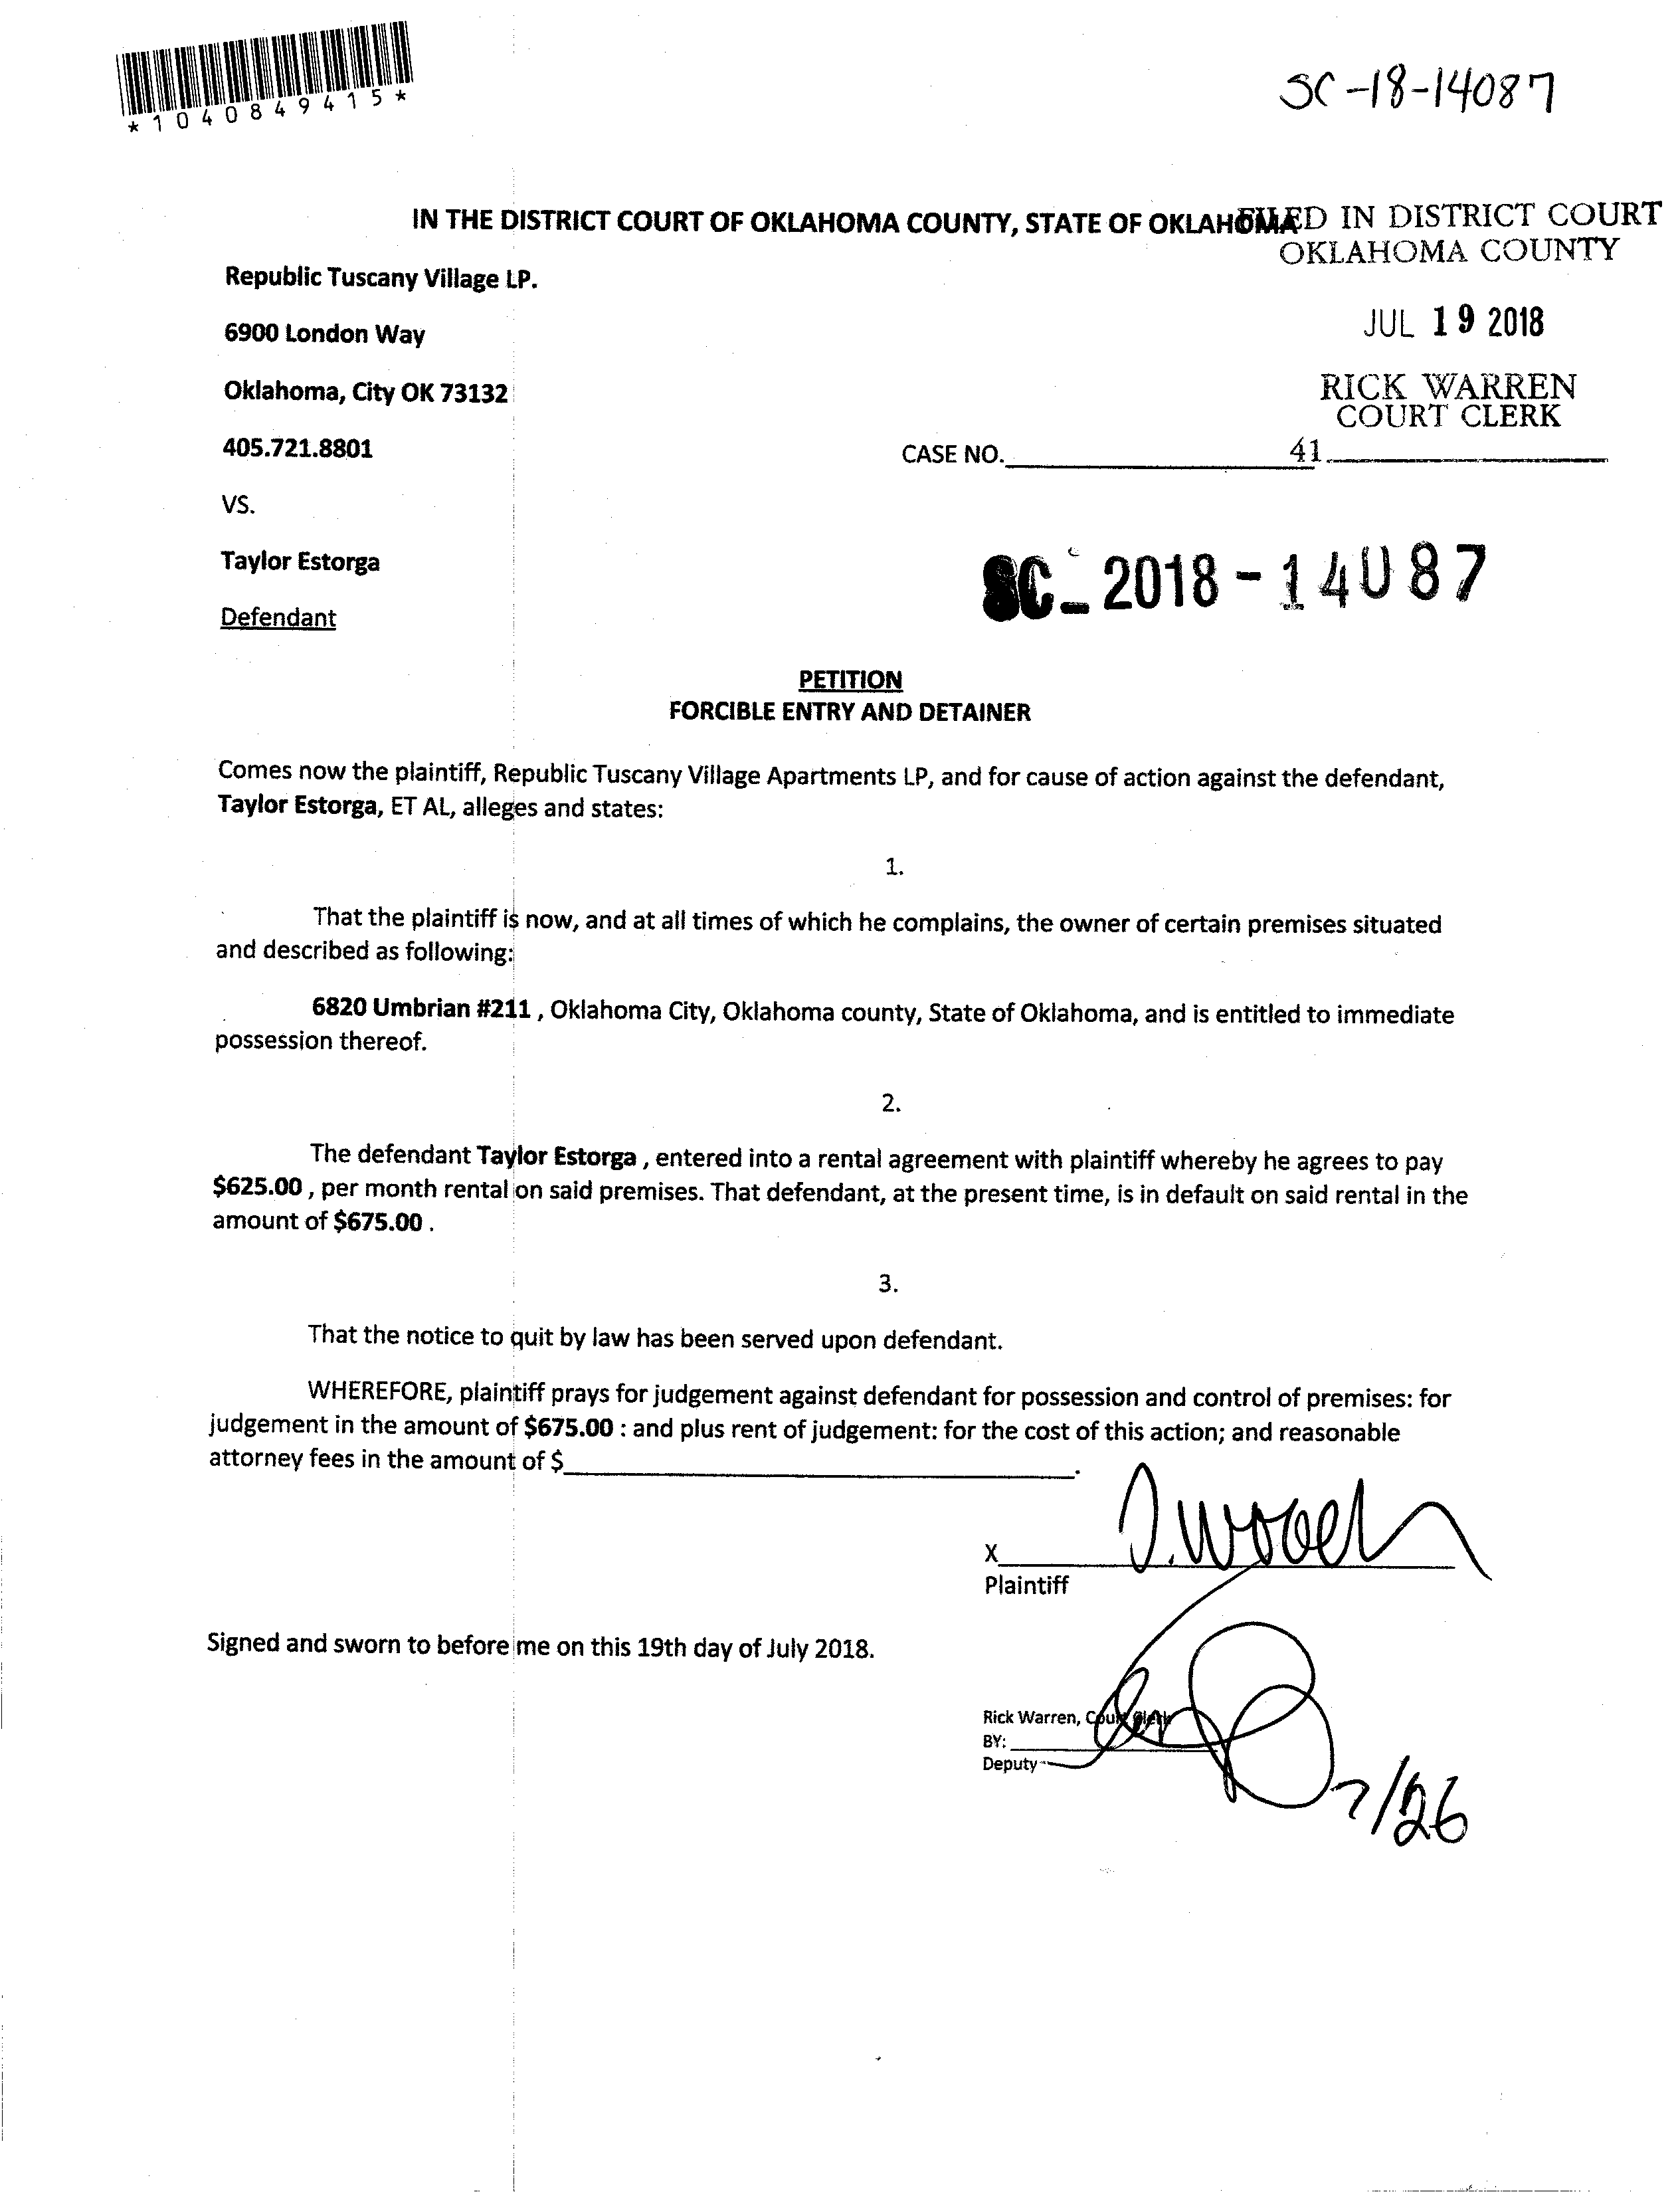 *1040849415*
SC-18-14087
IN THE DISTRICT COURT OF OKLAHOMA COUNTY, STATE OF OKLAHOMA
FILED IN DISTRICT COURT
OKLAHOMA COUNTY
Republic Tuscany Village LP.
JUL 19 2018
6900 London Way
RICK WARREN
COURT CLERK
Oklahoma, City OK 73132
405.721.8801
CASE NO. 41
VS.
Taylor Estorga
SC-2018-14087
Defendant
PETITION
FORCIBLE ENTRY AND DETAINER
Comes now the plaintiff, Republic Tuscany Village Apartments LP, and for cause of action against the defendant,
Taylor Estorga, ET AL, alleges and states:
1.
That the plaintiff is now, and at all times of which he complains, the owner of certain premises situated
and described as following:
6820 Umbrian #211 , Oklahoma City, Oklahoma county, State of Oklahoma, and is entitled to immediate
possession thereof.
2.
The defendant Taylor Estorga , entered into a rental agreement with plaintiff whereby he agrees to pay
$625.00 , per month rental on said premises. That defendant, at the present time, is in default on said rental in the
amount of $675.00 .
3.
That the notice to quit by law has been served upon defendant.
WHEREFORE, plaintiff prays for judgement against defendant for possession and control of premises: for
judgement in the amount of $675.00 : and plus rent of judgement: for the cost of this action; and reasonable
attorney fees in the amount of $ .
X
Plaintiff
Signed and sworn to before me on this 19th day of July 2018.
Rick Warren, Court Clerk
BY:
Deputy
7/26